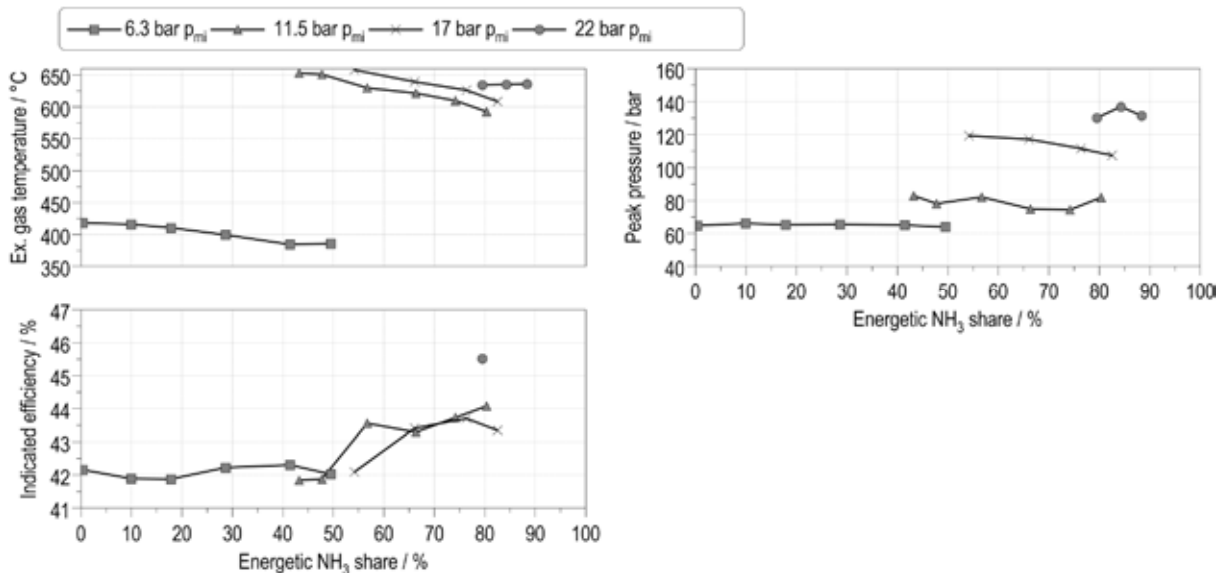 6.3 bar pmi 11.5 bar pmi 17 bar pmi 22 bar pmi
Ex. gas temperature / °C
650
600
550
500
450
400
350
Peak pressure / bar
160
140
120
100
80
60
40
0 10 20 30 40 50 60 70 80 90 100
Energetic NH3 share / %
Indicated efficiency / %
47
46
45
44
43
42
41
0 10 20 30 40 50 60 70 80 90 100
Energetic NH3 share / %